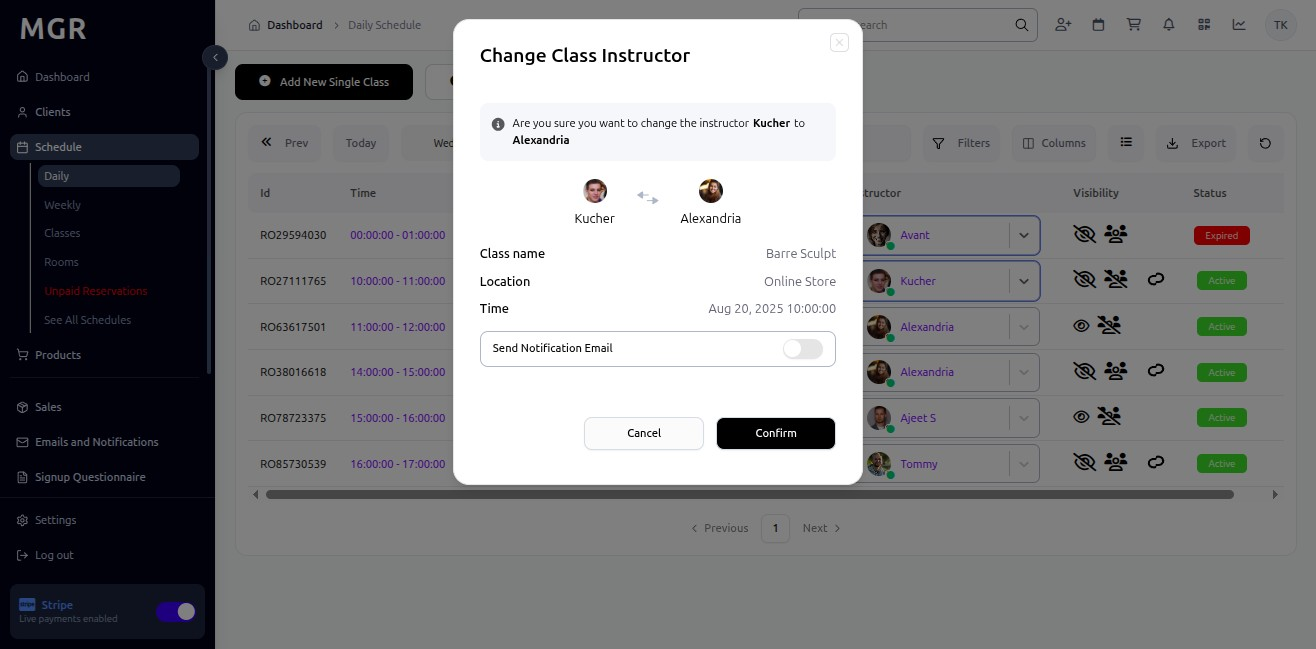 MGR
Dashboard
Clients
Schedule
Daily
Weekly
Classes
Rooms
Unpaid Reservations
See All Schedules
Products
Sales
Emails and Notifications
Signup Questionnaire
Settings
Log out
Stripe
Live payments enabled
Dashboard > Daily Schedule
earch
TK
Add New Single Class
Prev Today Wed Filters Columns Export
Id Time structor Visibility Status
RO29594030 00:00:00 - 01:00:00 Avant Expired
RO27111765 10:00:00 - 11:00:00 Kucher Active
RO63617501 11:00:00 - 12:00:00 Alexandria Active
RO38016618 14:00:00 - 15:00:00 Alexandria Active
RO78723375 15:00:00 - 16:00:00 Ajeet S Active
RO85730539 16:00:00 - 17:00:00 Tommy Active
Previous 1 Next
Change Class Instructor
Are you sure you want to change the instructor Kucher to
Alexandria
Kucher Alexandria
Class name Barre Sculpt
Location Online Store
Time Aug 20, 2025 10:00:00
Send Notification Email
Cancel Confirm